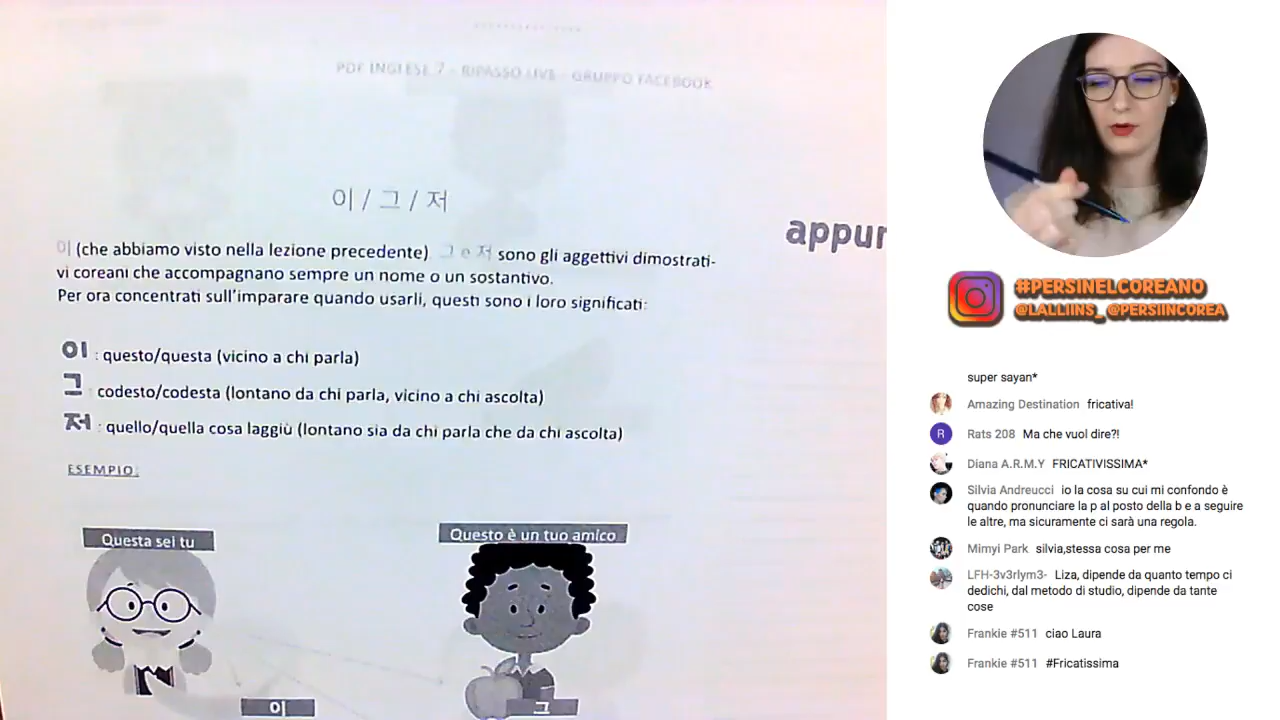 PDF INGLESE 7 - RIPASSO LIVE - GRUPPO FACEBOOK
이 / 그 / 저
이 (che abbiamo visto nella lezione precedente) 그 e 저 sono gli aggettivi dimostrati-
vi coreani che accompagnano sempre un nome o un sostantivo.
Per ora concentrati sull'imparare quando usarli, questi sono i loro significati:
이 : questo/questa (vicino a chi parla)
그 : codesto/codesta (lontano da chi parla, vicino a chi ascolta)
저 : quello/quella cosa laggiù (lontano sia da chi parla che da chi ascolta)
ESEMPIO:
Questa sei tu
Questo è un tuo amico
이
그
appun
#PERSINELCOREANO
@LALLIINS_ @PERSIINCOREA
super sayan*
Amazing Destination fricativa!
R
Rats 208 Ma che vuol dire?!
Diana A.R.M.Y FRICATIVISSIMA*
Silvia Andreucci io la cosa su cui mi confondo è
quando pronunciare la p al posto della b e a seguire
le altre, ma sicuramente ci sarà una regola.
Mimyi Park silvia,stessa cosa per me
LFH-3v3rlym3- Liza, dipende da quanto tempo ci
dedichi, dal metodo di studio, dipende da tante
cose
Frankie #511 ciao Laura
Frankie #511 #Fricatissima